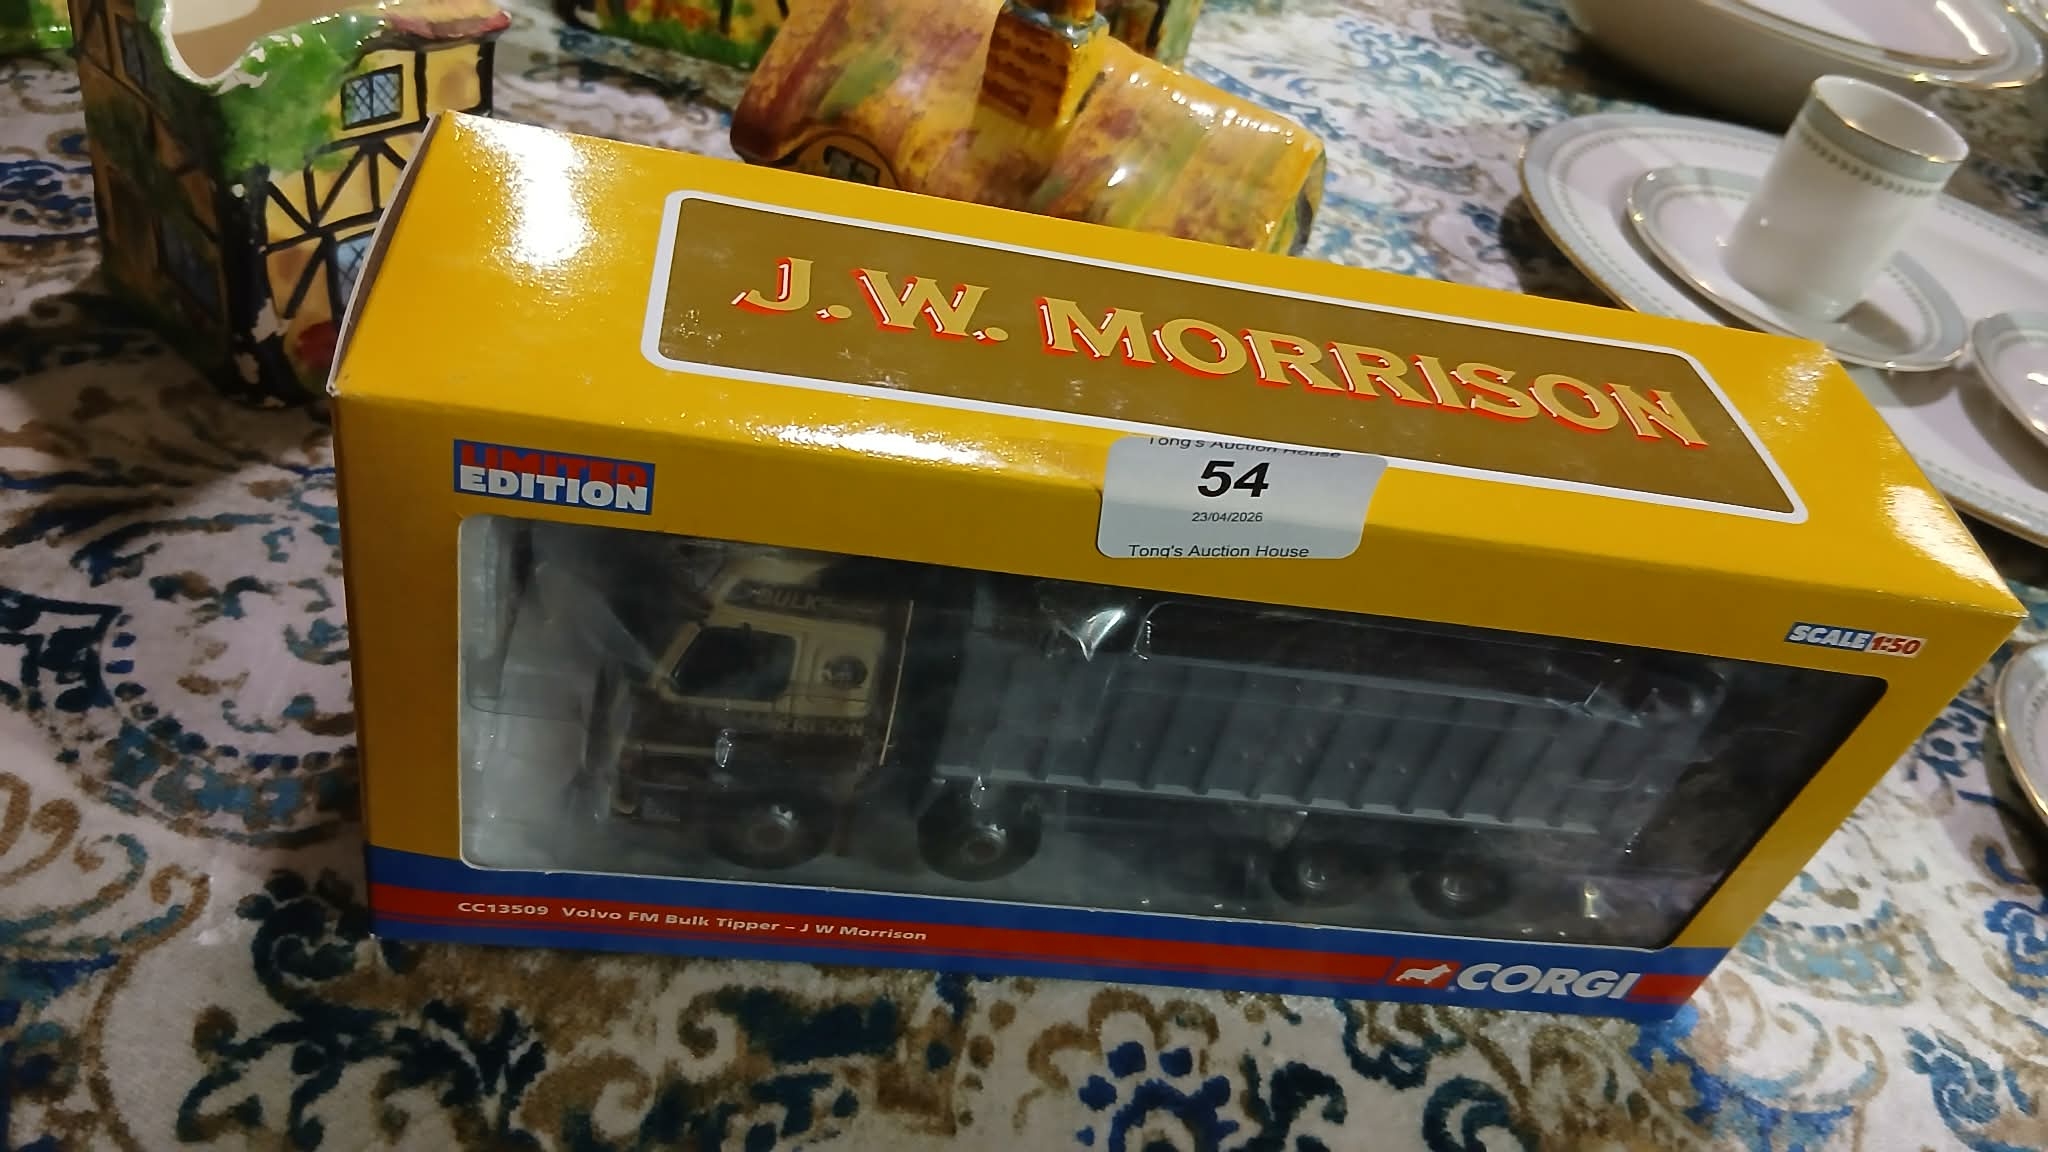 J.W. MORRISON
Tong's Auction House
54
23/04/2026
Tong's Auction House
LIMITED
EDITION
SCALE 1:50
BULK
CC13509 Volvo FM Bulk Tipper – J W Morrison
CORGI